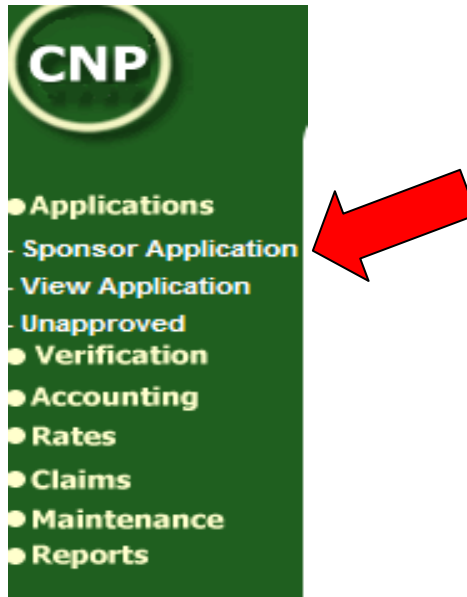 CNP
Applications
- Sponsor Application
- View Application
- Unapproved
Verification
Accounting
Rates
Claims
Maintenance
Reports